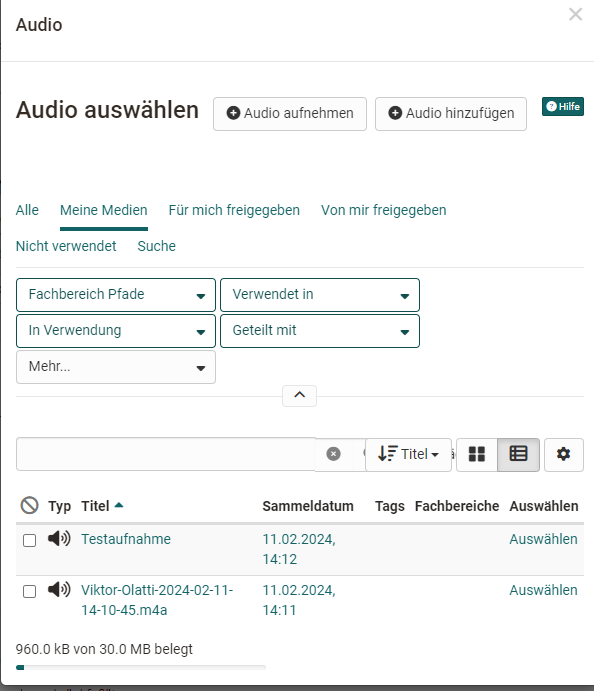 Audio
Audio auswählen
Audio aufnehmen
Audio hinzufügen
Hilfe
Alle Meine Medien Für mich freigegeben Von mir freigegeben
Nicht verwendet Suche
Fachbereich Pfade Verwendet in
In Verwendung Geteilt mit
Mehr...
Titel
Typ Titel Sammeldatum Tags Fachbereiche Auswählen
Testaufnahme 11.02.2024, Auswählen
14:12
Viktor-Olatti-2024-02-11- 11.02.2024, Auswählen
14-10-45.m4a 14:11
960.0 kB von 30.0 MB belegt